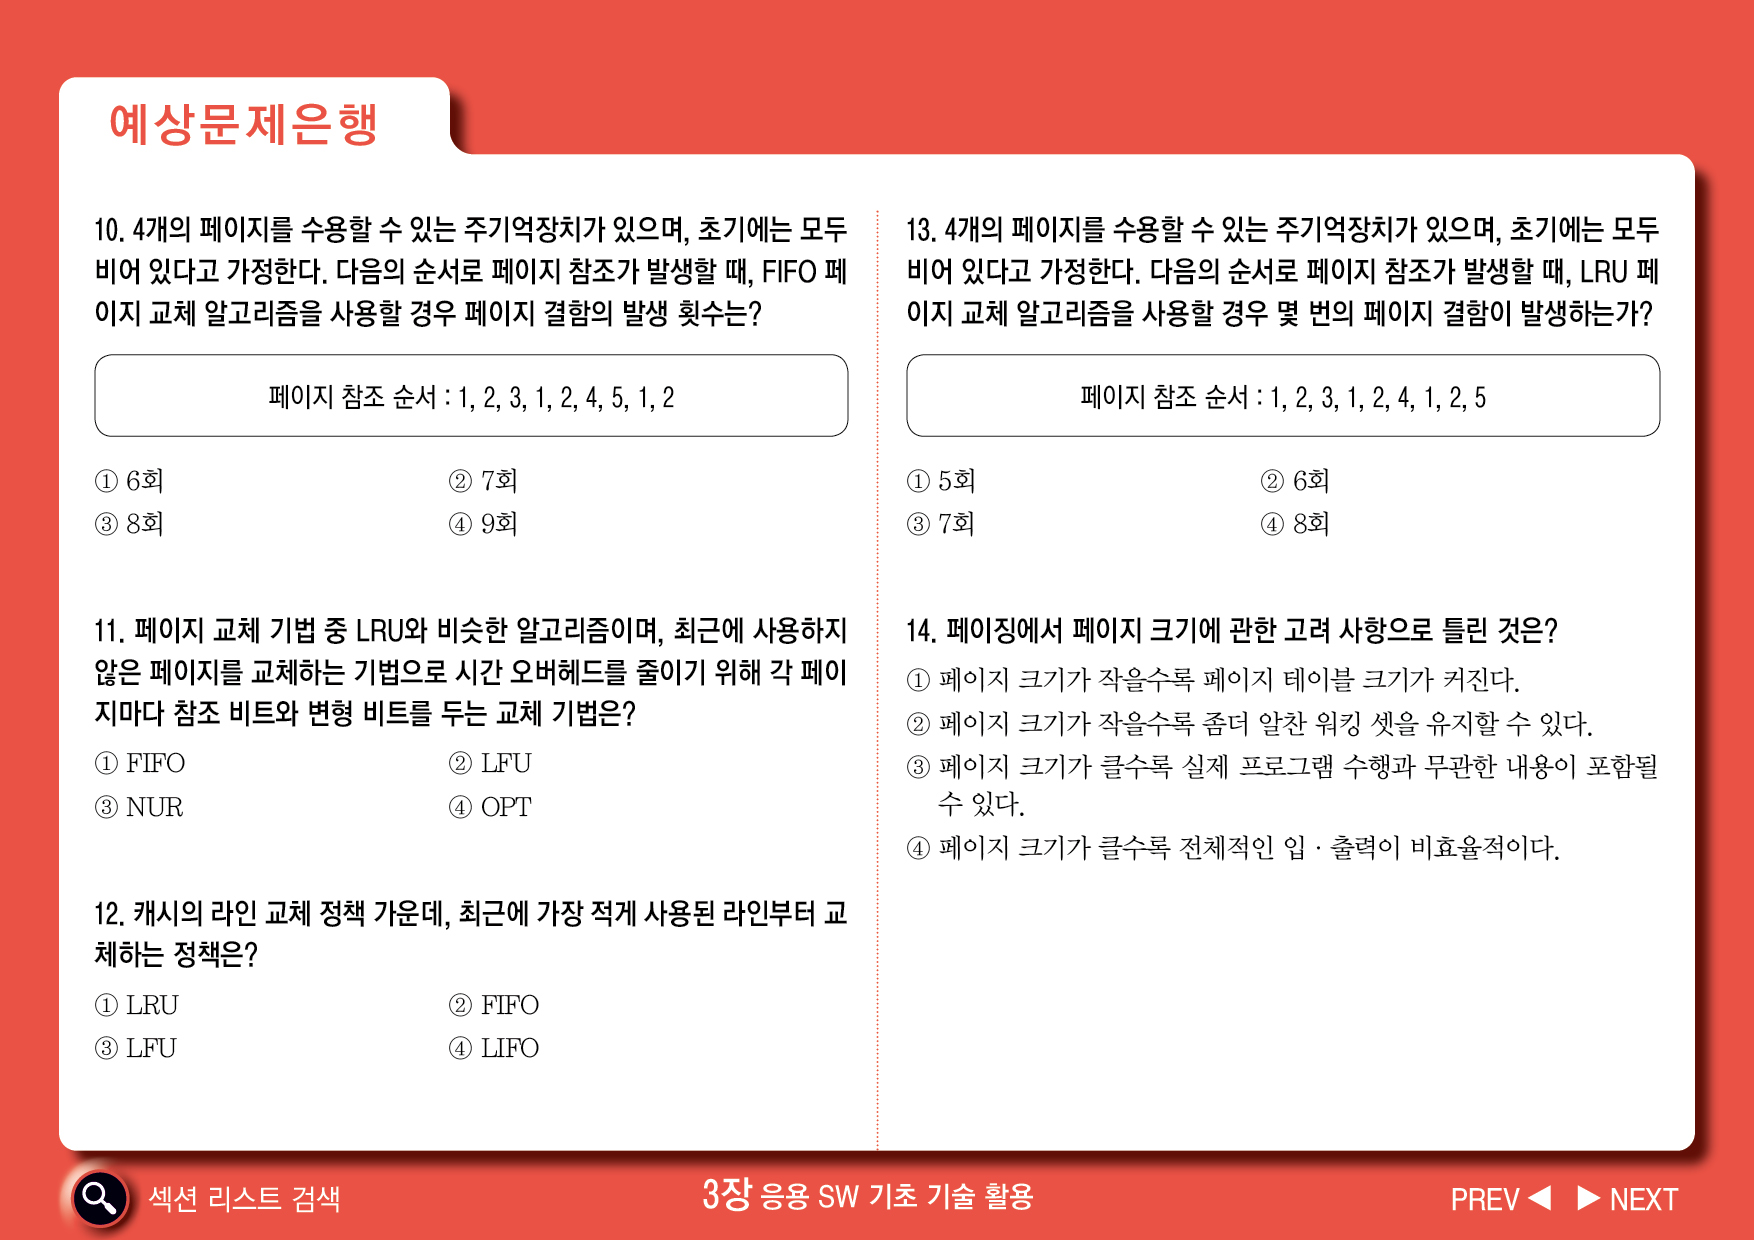 예상문제은행
10. 4개의 페이지를 수용할 수 있는 주기억장치가 있으며, 초기에는 모두
비어 있다고 가정한다. 다음의 순서로 페이지 참조가 발생할 때, FIFO 페
이지 교체 알고리즘을 사용할 경우 페이지 결함의 발생 횟수는?
페이지 참조 순서 : 1, 2, 3, 1, 2, 4, 5, 1, 2
① 6회 ② 7회
③ 8회 ④ 9회
11. 페이지 교체 기법 중 LRU와 비슷한 알고리즘이며, 최근에 사용하지
않은 페이지를 교체하는 기법으로 시간 오버헤드를 줄이기 위해 각 페이
지마다 참조 비트와 변형 비트를 두는 교체 기법은?
① FIFO ② LFU
③ NUR ④ OPT
12. 캐시의 라인 교체 정책 가운데, 최근에 가장 적게 사용된 라인부터 교
체하는 정책은?
① LRU ② FIFO
③ LFU ④ LIFO
13. 4개의 페이지를 수용할 수 있는 주기억장치가 있으며, 초기에는 모두
비어 있다고 가정한다. 다음의 순서로 페이지 참조가 발생할 때, LRU 페
이지 교체 알고리즘을 사용할 경우 몇 번의 페이지 결함이 발생하는가?
페이지 참조 순서 : 1, 2, 3, 1, 2, 4, 1, 2, 5
① 5회 ② 6회
③ 7회 ④ 8회
14. 페이징에서 페이지 크기에 관한 고려 사항으로 틀린 것은?
① 페이지 크기가 작을수록 페이지 테이블 크기가 커진다.
② 페이지 크기가 작을수록 좀더 알찬 워킹 셋을 유지할 수 있다.
③ 페이지 크기가 클수록 실제 프로그램 수행과 무관한 내용이 포함될
수 있다.
④ 페이지 크기가 클수록 전체적인 입 · 출력이 비효율적이다.
섹션 리스트 검색
3장 응용 SW 기초 기술 활용
PREV ◀ ▶ NEXT